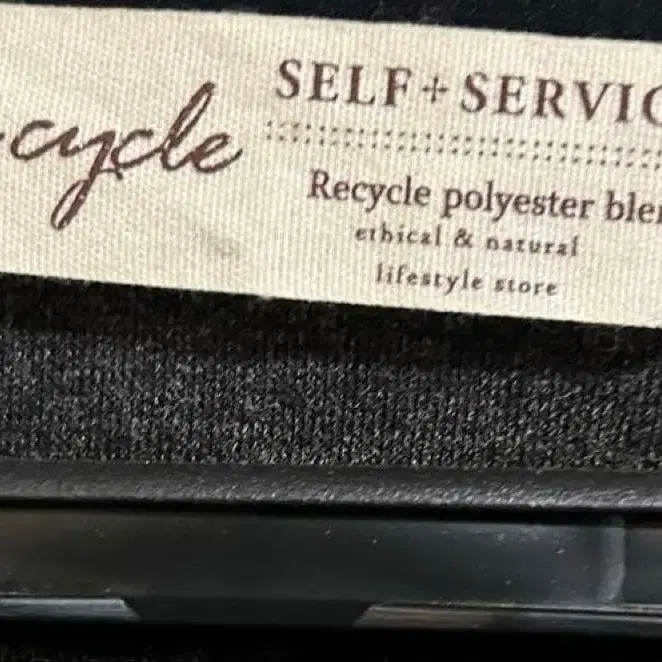 -cycle
SELF+SERVIC
Recycle polyester ble
ethical & natural
lifestyle store